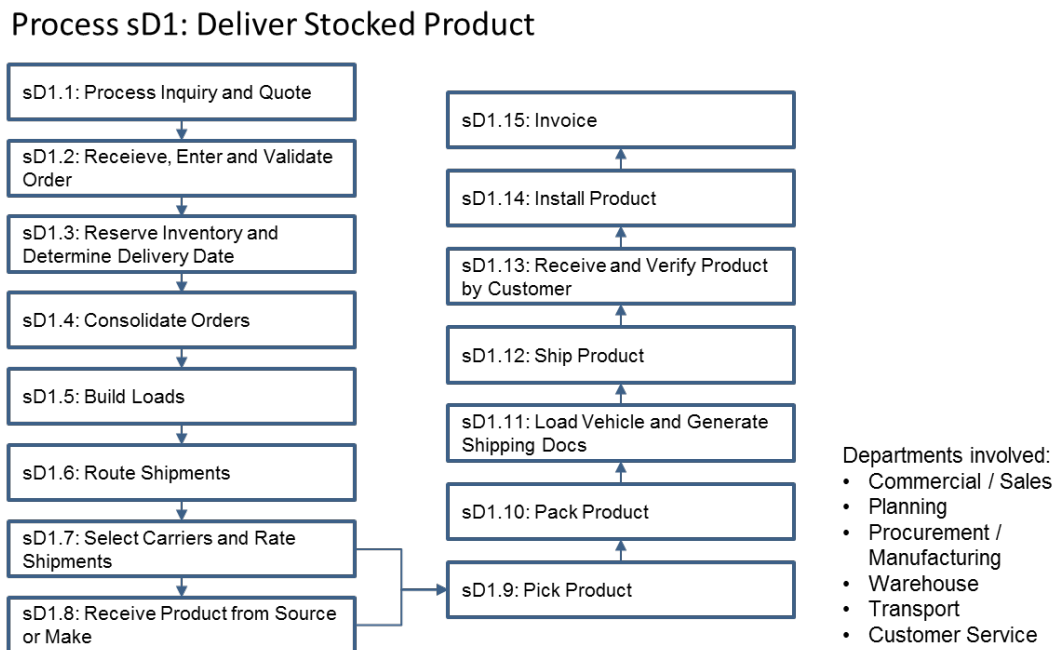 Process sD1: Deliver Stocked Product
sD1.1: Process Inquiry and Quote
sD1.2: Receieve, Enter and Validate
Order
sD1.3: Reserve Inventory and
Determine Delivery Date
sD1.4: Consolidate Orders
sD1.5: Build Loads
sD1.6: Route Shipments
sD1.7: Select Carriers and Rate
Shipments
sD1.8: Receive Product from Source
or Make
sD1.15: Invoice
sD1.14: Install Product
sD1.13: Receive and Verify Product
by Customer
sD1.12: Ship Product
sD1.11: Load Vehicle and Generate
Shipping Docs
sD1.10: Pack Product
sD1.9: Pick Product
Departments involved:
• Commercial / Sales
• Planning
• Procurement /
Manufacturing
• Warehouse
• Transport
• Customer Service